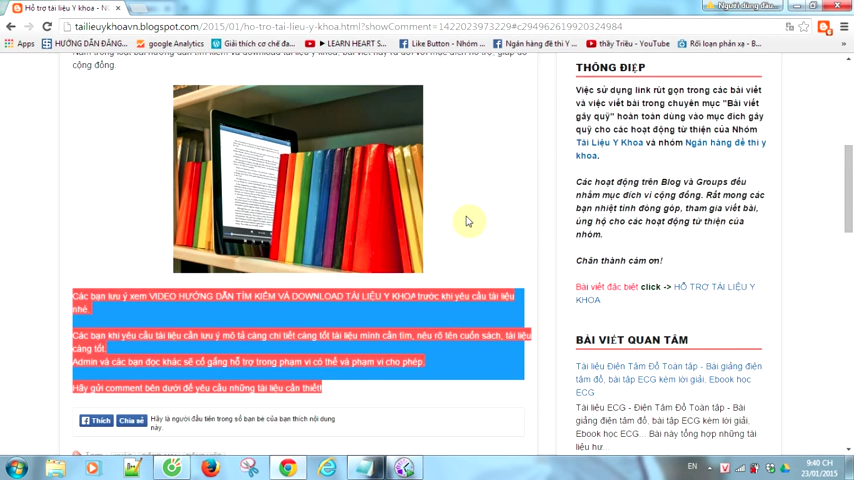 Hỗ trợ tài liệu Y khoa
Người dùng đầu...
tailieuykhoavn.blogspot.com/2015/01/ho-tro-tai-lieu-y-khoa.html?showComment=1422023973229#c294962619920324984
Apps
HƯỚNG DẪN ĐĂNG...
google Analytics
Giải thích cơ chế đa...
► LEARN HEART S...
Like Button - Nhóm ...
Ngân hàng đề thi Y ...
thầy Triều - YouTube
Rối loạn phản xạ - B...
cộng đồng.
Các bạn lưu ý xem VIDEO HƯỚNG DẪN TÌM KIẾM VÀ DOWNLOAD TÀI LIỆU Y KHOA trước khi yêu cầu tài liệu
nhé.
Các bạn khi yêu cầu tài liệu cần lưu ý mô tả càng chi tiết càng tốt tài liệu mình cần tìm, nêu rõ tên cuốn sách, tài liệu
càng tốt.
Admin và các bạn đọc khác sẽ cố gắng hỗ trợ trong phạm vi có thể và phạm vi cho phép.
Hãy gửi comment bên dưới để yêu cầu những tài liệu cần thiết!
Thích
Chia sẻ
Hãy là người đầu tiên trong số bạn bè của bạn thích nội dung
này.
THÔNG ĐIỆP
Việc sử dụng link rút gọn trong các bài viết
và việc viết bài trong chuyên mục "Bài viết
gây quỹ" hoàn toàn dùng vào mục đích gây
quỹ cho các hoạt động từ thiện của Nhóm
Tài Liệu Y Khoa và nhóm Ngân hàng đề thi y
khoa.
Các hoạt động trên Blog và Groups đều
nhằm mục đích vì cộng đồng. Rất mong các
bạn nhiệt tình đóng góp, tham gia viết bài,
ủng hộ cho các hoạt động từ thiện của
nhóm.
Chân thành cảm ơn!
Bài viết đặc biệt click -> HỖ TRỢ TÀI LIỆU Y
KHOA
BÀI VIẾT QUAN TÂM
Tài liệu Điện Tâm Đồ Toàn tập - Bài giảng điện
tâm đồ, bài tập ECG kèm lời giải, Ebook học
ECG
Tài liệu ECG - Điện Tâm Đồ Toàn tập - Bài
giảng điện tâm đồ, bài tập ECG kèm lời giải,
Ebook học ECG... Bài này tổng hợp những tài
liệu hư...
EN
9:40 CH
23/01/2015